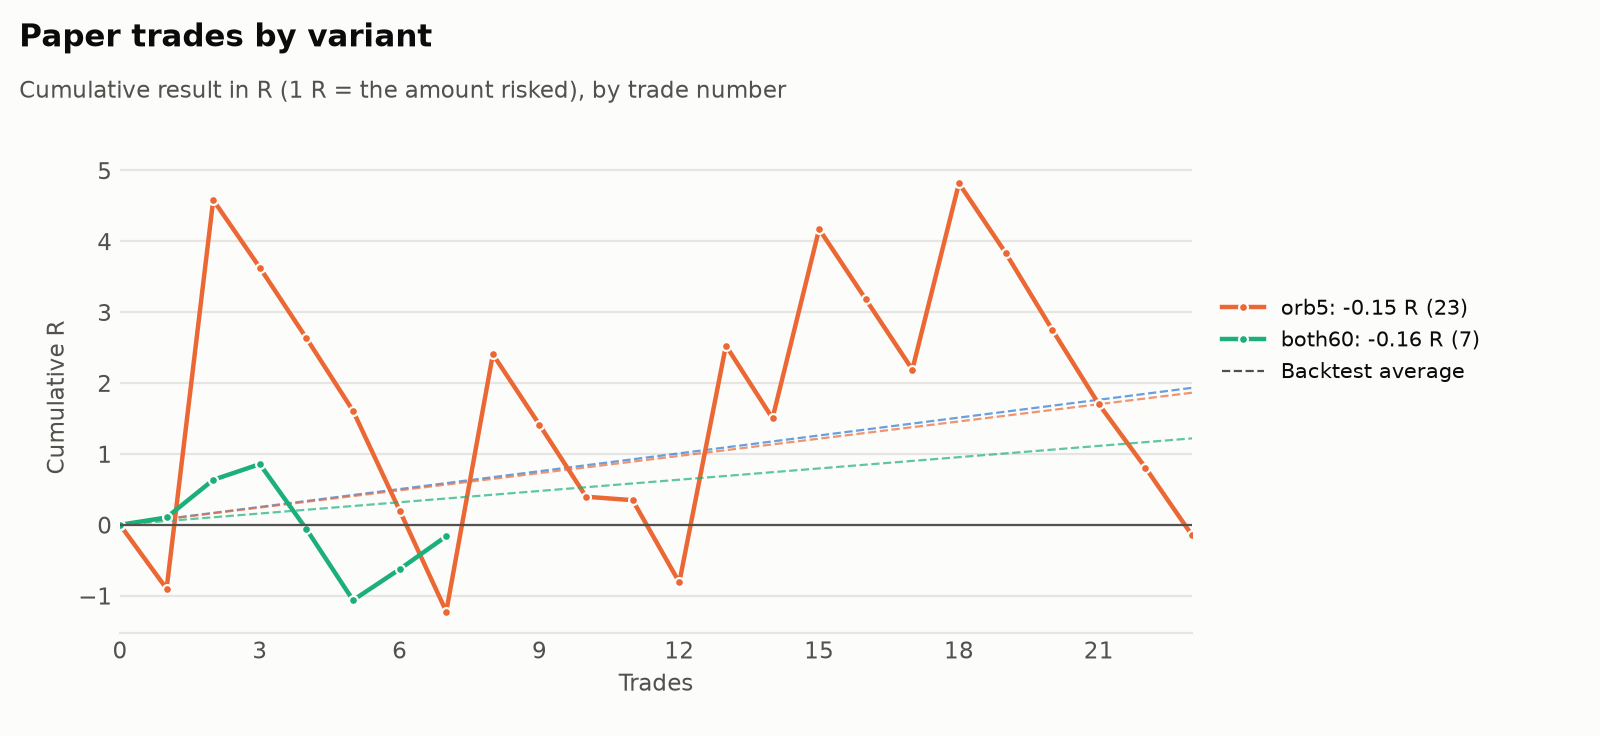 Paper trades by variant
Cumulative result in R (1 R = the amount risked), by trade number
5
4
3
2
1
0
−1
Cumulative R
0 3 6 9 12 15 18 21
Trades
orb5: -0.15 R (23)
both60: -0.16 R (7)
Backtest average